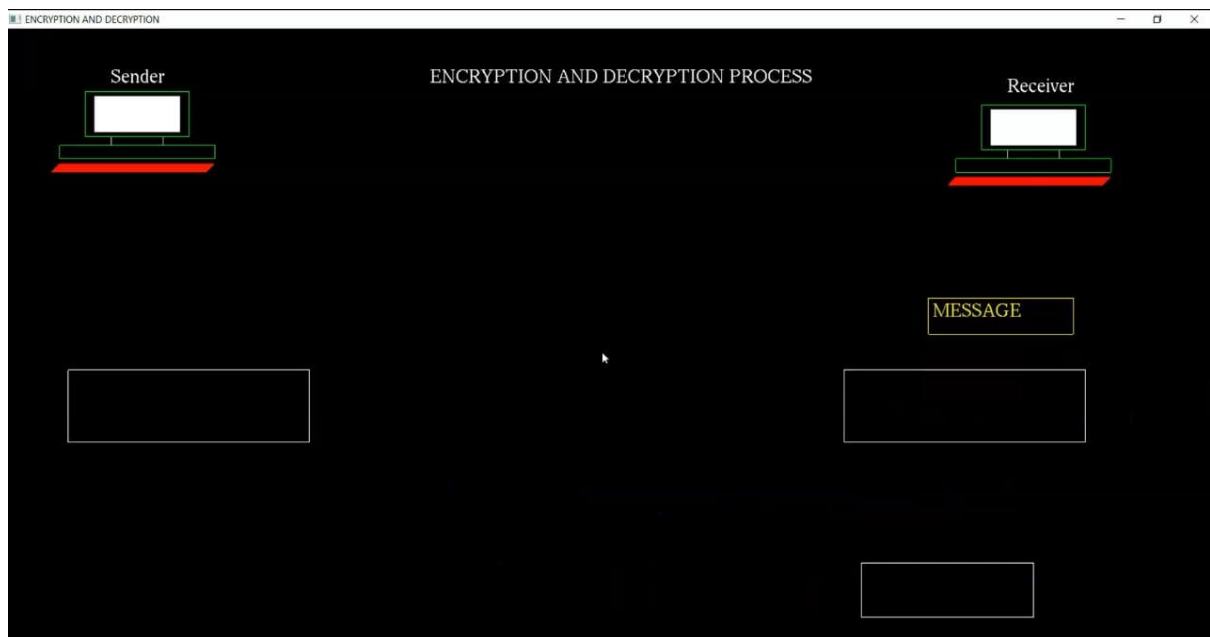 ENCRYPTION AND DECRYPTION
Sender
ENCRYPTION AND DECRYPTION PROCESS
Receiver
MESSAGE